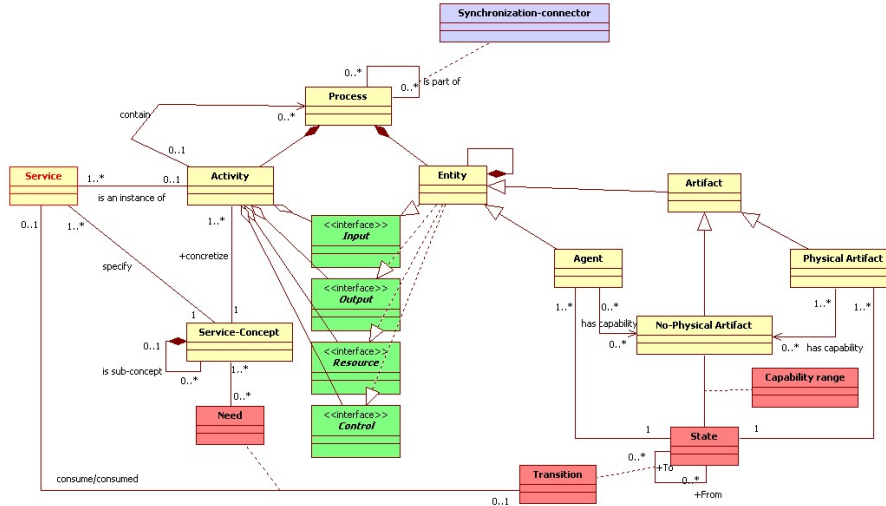 Synchronization-connector
0..*
is part of
0..*
Process
0..*
contain
0..1
Service
1..*
0..1
is an instance of
Activity
Entity
Artifact
0..1
1..*
1..*
<<interface>>
Input
specify
+concretize
Agent
Physical Artifact
<<interface>>
Output
1..*
0..*
1..*
1..*
has capability
0..*
No-Physical Artifact
0..*
has capability
1
1
Service-Concept
0..1
is sub-concept
0..*
1..*
<<interface>>
Resource
Capability range
0..*
Need
<<interface>>
Control
1
State
1
0..*
+To
0..*
+From
consume/consumed
0..1
Transition